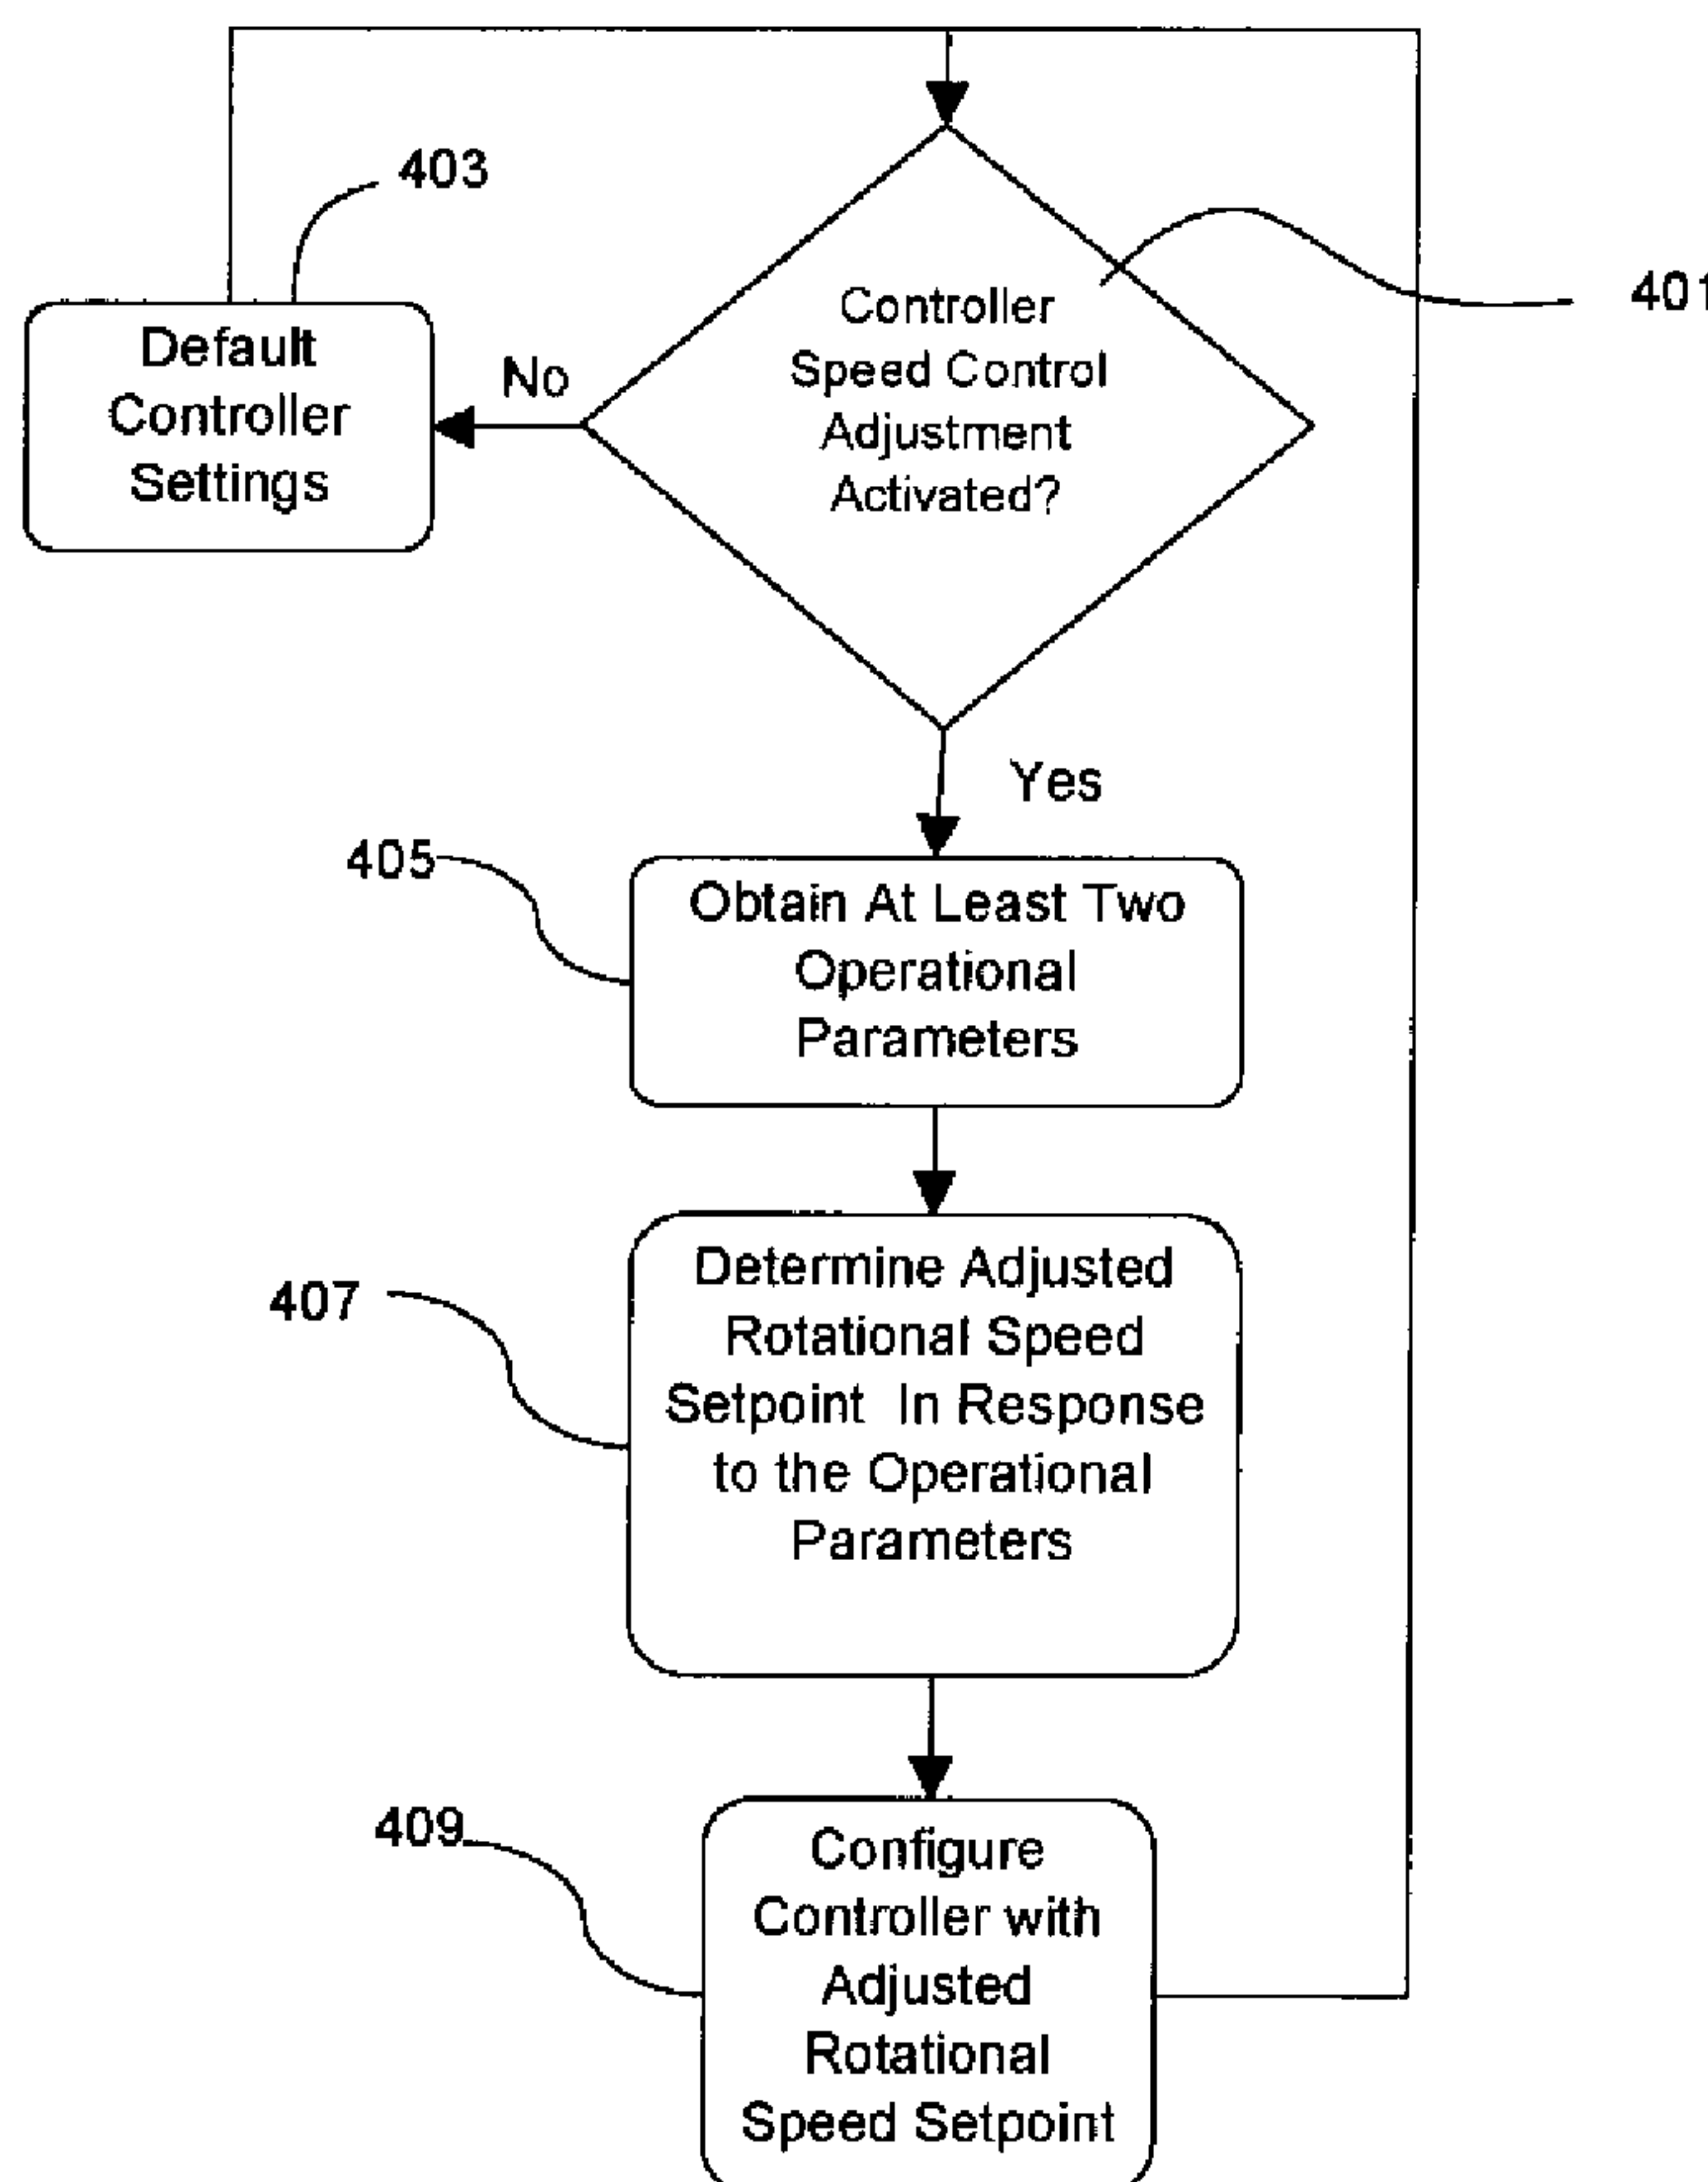 403
401
Default
Controller
Settings
No
Controller
Speed Control
Adjustment
Activated?
Yes
405
Obtain At Least Two
Operational
Parameters
407
Determine Adjusted
Rotational Speed
Setpoint In Response
to the Operational
Parameters
409
Configure
Controller with
Adjusted
Rotational
Speed Setpoint